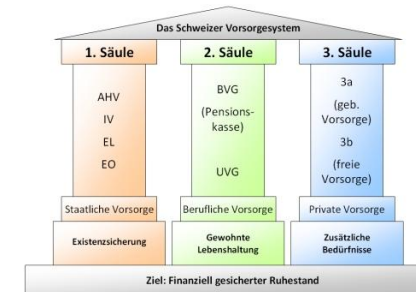 Das Schweizer Vorsorgesystem
1. Säule
2. Säule
3. Säule
AHV
IV
EL
EO
BVG
(Pensions-
kasse)
UVG
3a
(geb.
Vorsorge)
3b
(freie
Vorsorge)
Staatliche Vorsorge
Berufliche Vorsorge
Private Vorsorge
Existenzsicherung
Gewohnte
Lebenshaltung
Zusätzliche
Bedürfnisse
Ziel: Finanziell gesicherter Ruhestand